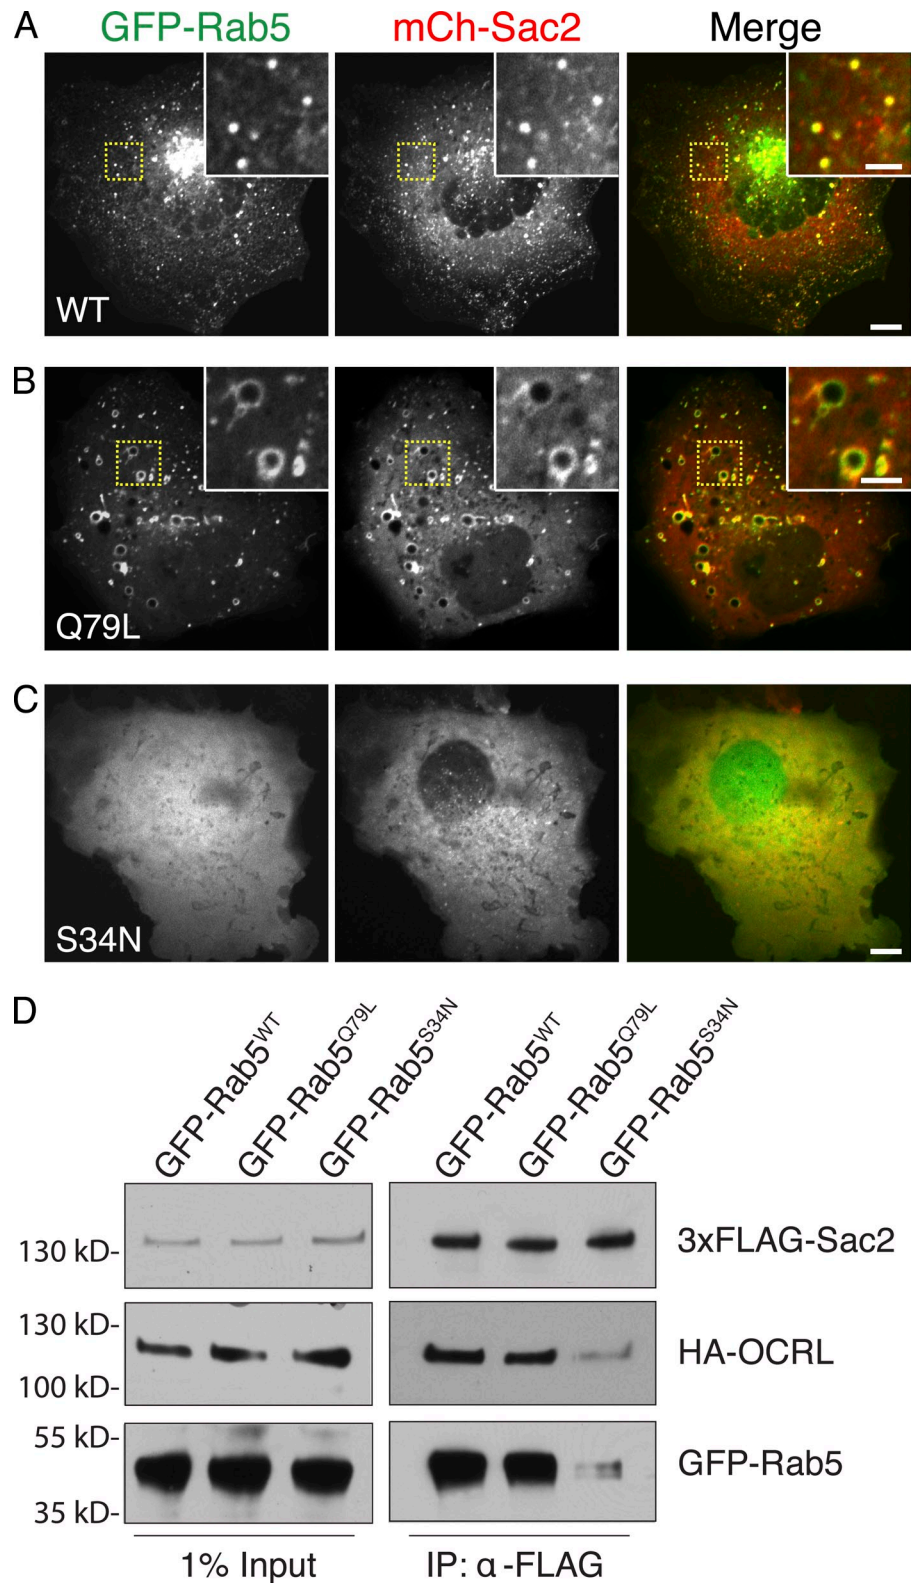 A GFP-Rab5 mCh-Sac2 Merge
WT
B
Q79L
C
S34N
D
GFP-Rab5WT GFP-Rab5Q79L GFP-Rab5S34N GFP-Rab5WT GFP-Rab5Q79L GFP-Rab5S34N
130 kD- 3xFLAG-Sac2
130 kD-
HA-OCRL
100 kD-
55 kD-
GFP-Rab5
35 kD-
1% Input IP: α-FLAG